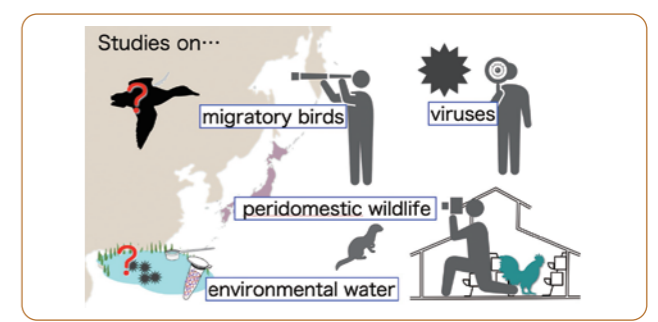 Studies on…
?
migratory birds
viruses
peridomestic wildlife
?
environmental water